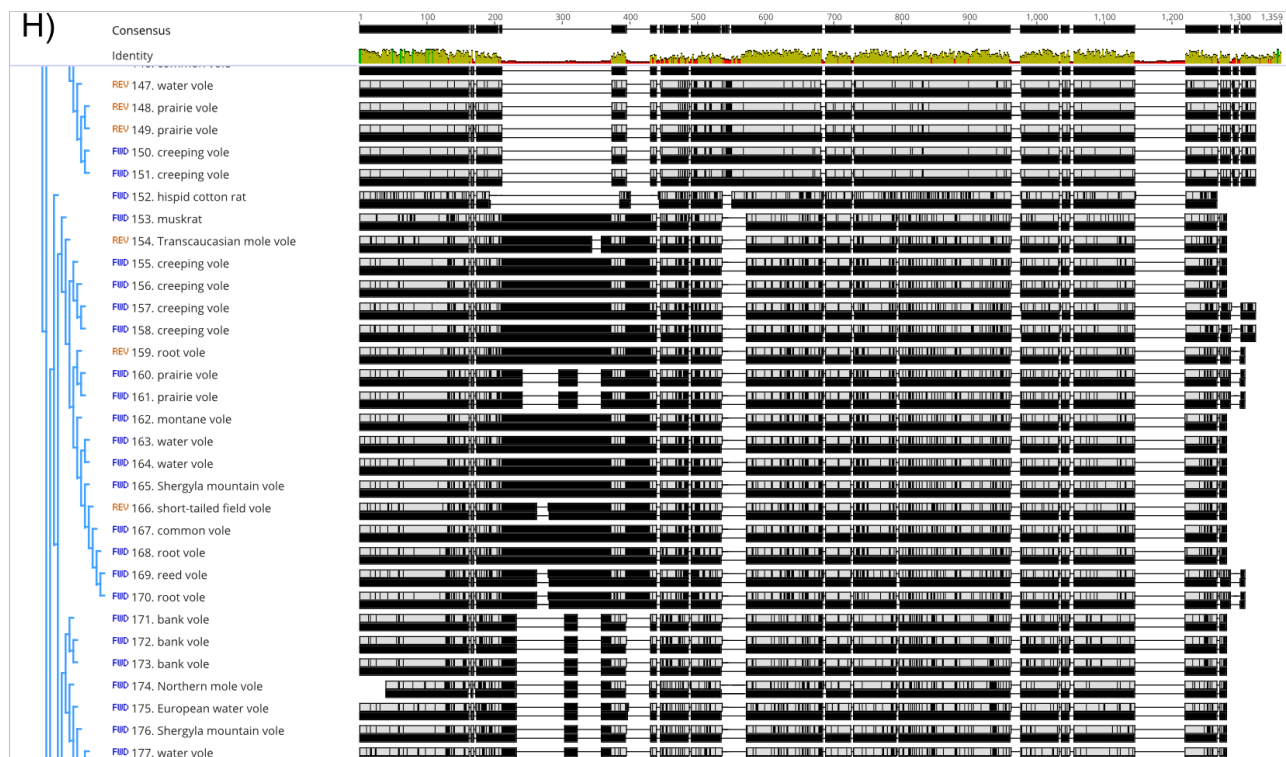 H)
1 100 200 300 400 500 600 700 800 900 1,000 1,100 1,200 1,300 1,359
Consensus
Identity
REV 147. water vole
REV 148. prairie vole
REV 149. prairie vole
FWD 150. creeping vole
FWD 151. creeping vole
FWD 152. hispid cotton rat
FWD 153. muskrat
REV 154. Transcaucasian mole vole
FWD 155. creeping vole
FWD 156. creeping vole
FWD 157. creeping vole
FWD 158. creeping vole
REV 159. root vole
FWD 160. prairie vole
FWD 161. prairie vole
FWD 162. montane vole
FWD 163. water vole
FWD 164. water vole
FWD 165. Shergyla mountain vole
REV 166. short-tailed field vole
FWD 167. common vole
FWD 168. root vole
FWD 169. reed vole
FWD 170. root vole
FWD 171. bank vole
FWD 172. bank vole
FWD 173. bank vole
FWD 174. Northern mole vole
FWD 175. European water vole
FWD 176. Shergyla mountain vole
FWD 177. water vole